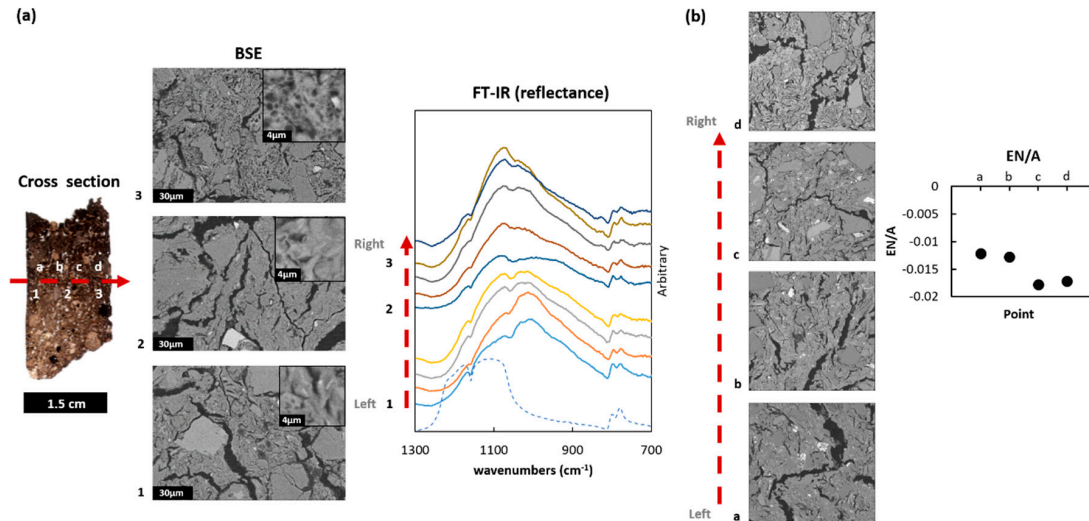 (a)
BSE
4μm
3
30μm
Cross section
a b c d
1 2 3
1.5 cm
4μm
2
30μm
4μm
1
30μm
FT-IR (reflectance)
Right
3
2
Left
1
Arbitrary
1300 1100 900 700
wavenumbers (cm⁻¹)
(b)
Right
d
c
b
Left
a
EN/A
a b c d
0
-0.005
-0.01
-0.015
-0.02
EN/A
Point